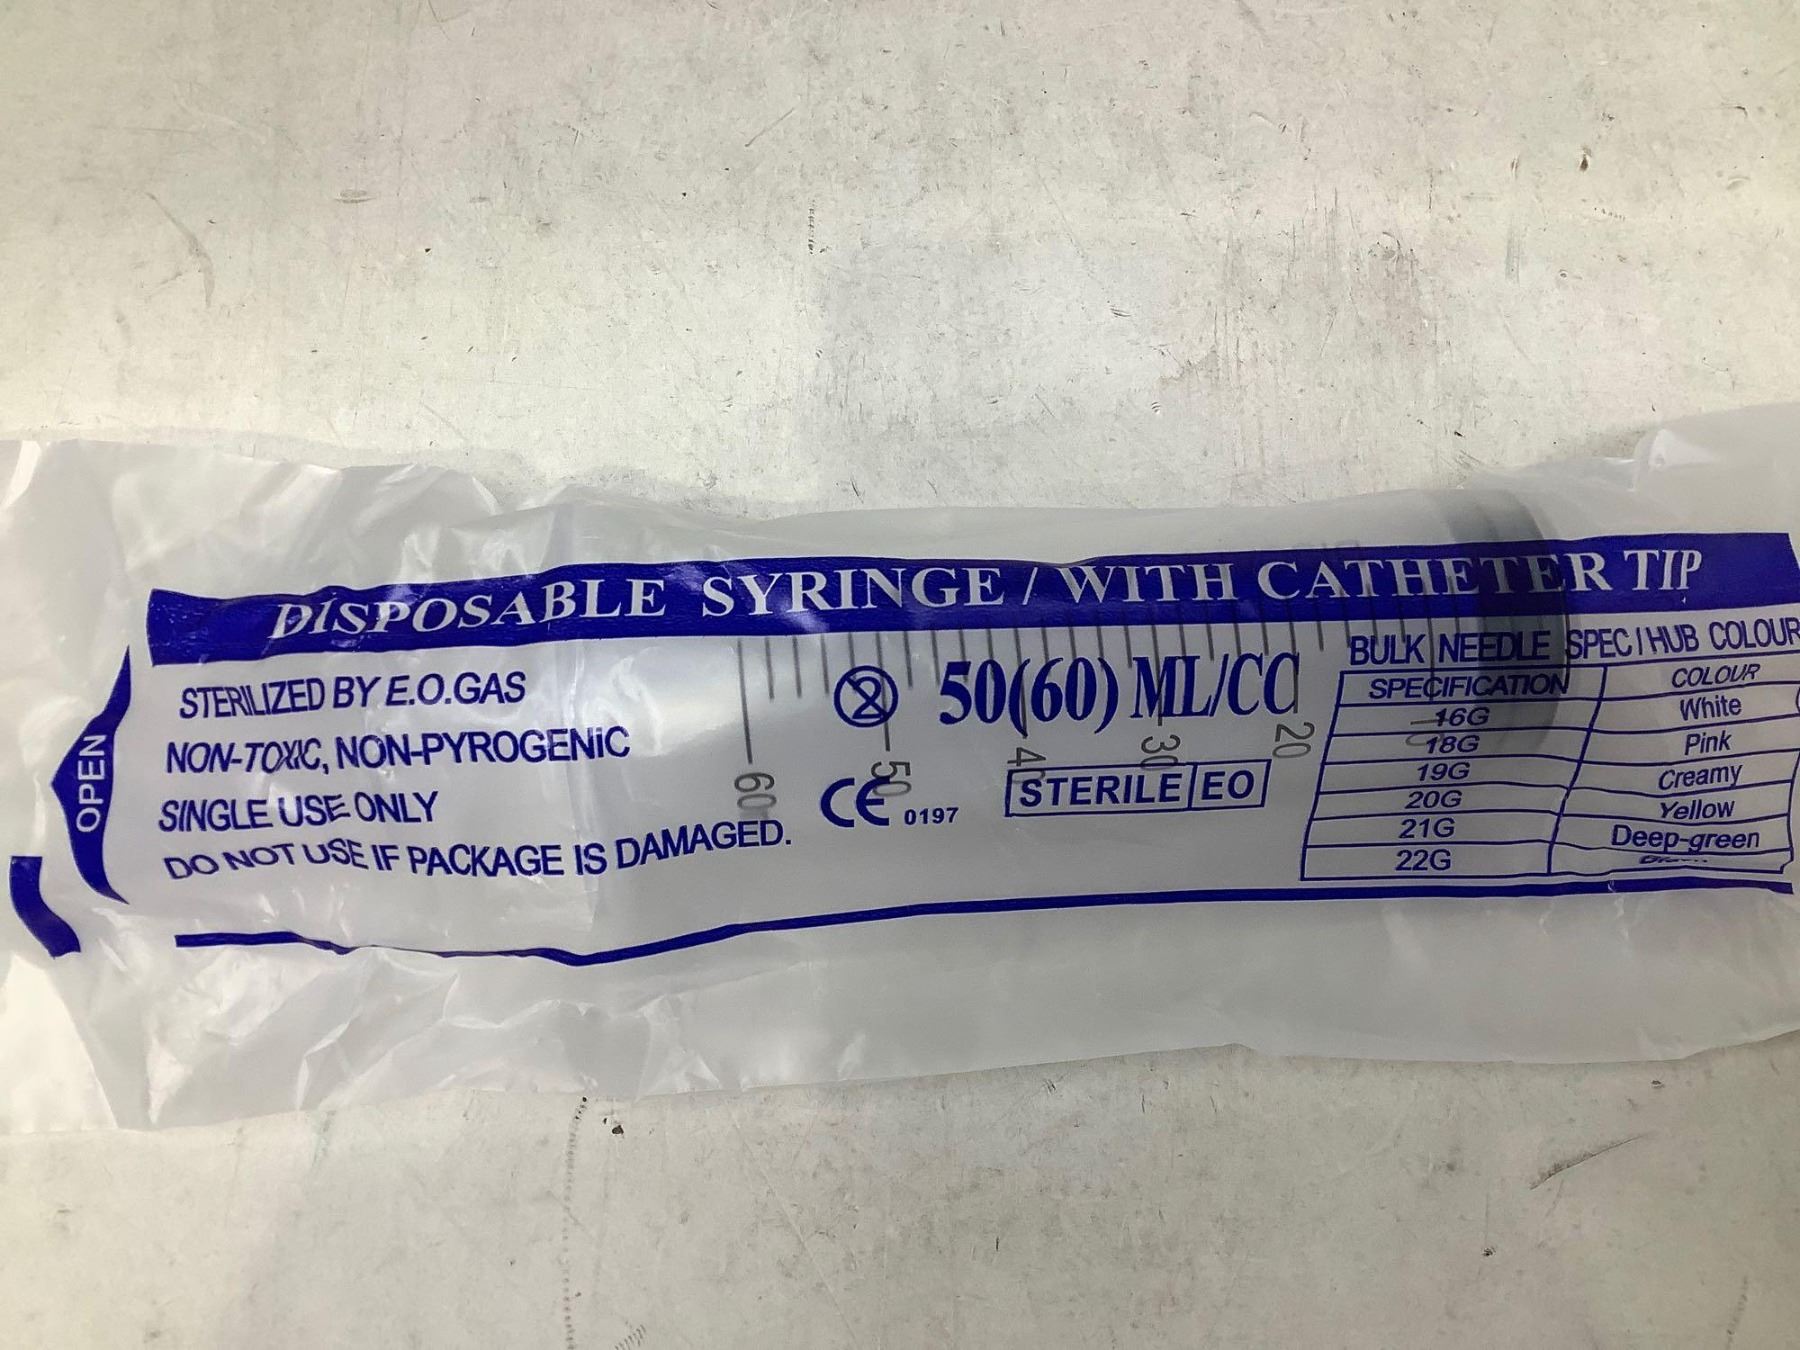 DISPOSABLE SYRINGE / WITH CATHETER TIP
OPEN
STERILIZED BY E.O.GAS
NON-TOXIC, NON-PYROGENIC
SINGLE USE ONLY
DO NOT USE IF PACKAGE IS DAMAGED.
2 50(60) ML/CC
CE 0197
STERILE EO
60 50 40 30 20
BULK NEEDLE SPEC / HUB COLOUR
SPECIFICATION COLOUR
16G White
18G Pink
19G Creamy
20G Yellow
21G Deep-green
22G